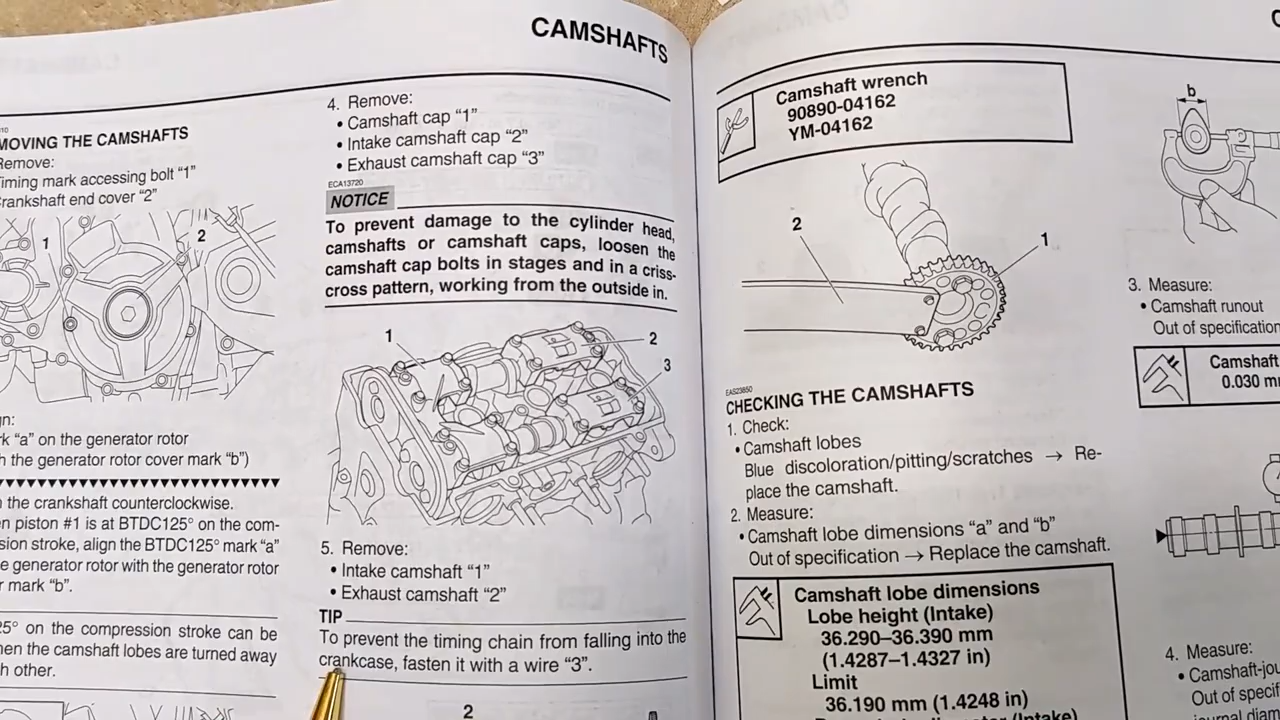 CAMSHAFTS
MOVING THE CAMSHAFTS
Remove:
Timing mark accessing bolt “1”
Crankshaft end cover “2”
1
2
k “a” on the generator rotor
h the generator rotor cover mark “b”)
the crankshaft counterclockwise.
en piston #1 is at BTDC125° on the com-
sion stroke, align the BTDC125° mark “a”
e generator rotor with the generator rotor
r mark “b”.
25° on the compression stroke can be
hen the camshaft lobes are turned away
h other.
4. Remove:
• Camshaft cap “1”
• Intake camshaft cap “2”
• Exhaust camshaft cap “3”
ECA13720
NOTICE
To prevent damage to the cylinder head,
camshafts or camshaft caps, loosen the
camshaft cap bolts in stages and in a criss-
cross pattern, working from the outside in.
1
2
3
5. Remove:
• Intake camshaft “1”
• Exhaust camshaft “2”
TIP
To prevent the timing chain from falling into the
crankcase, fasten it with a wire “3”.
2
Camshaft wrench
90890-04162
YM-04162
2
1
EAS23850
CHECKING THE CAMSHAFTS
1. Check:
• Camshaft lobes
Blue discoloration/pitting/scratches → Re-
place the camshaft.
2. Measure:
• Camshaft lobe dimensions “a” and “b”
Out of specification → Replace the camshaft.
Camshaft lobe dimensions
Lobe height (Intake)
36.290–36.390 mm
(1.4287–1.4327 in)
Limit
36.190 mm (1.4248 in)
(Intake)
b
3. Measure:
• Camshaft runout
Out of specification
Camshaft
0.030 m
4. Measure:
• Camshaft-jou
Out of specif
journal diam